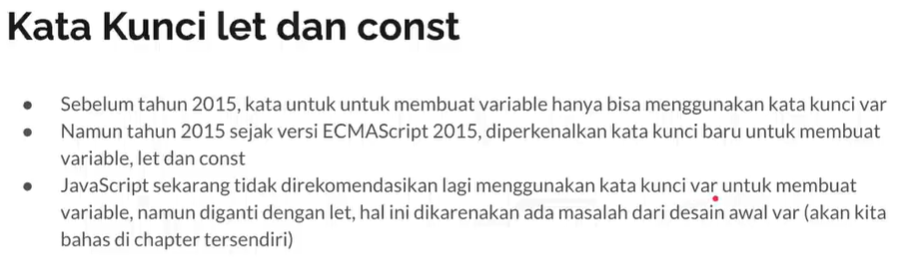 Kata Kunci let dan const
● Sebelum tahun 2015, kata untuk untuk membuat variable hanya bisa menggunakan kata kunci var
● Namun tahun 2015 sejak versi ECMAScript 2015, diperkenalkan kata kunci baru untuk membuat
variable, let dan const
● JavaScript sekarang tidak direkomendasikan lagi menggunakan kata kunci var untuk membuat
variable, namun diganti dengan let, hal ini dikarenakan ada masalah dari desain awal var (akan kita
bahas di chapter tersendiri)